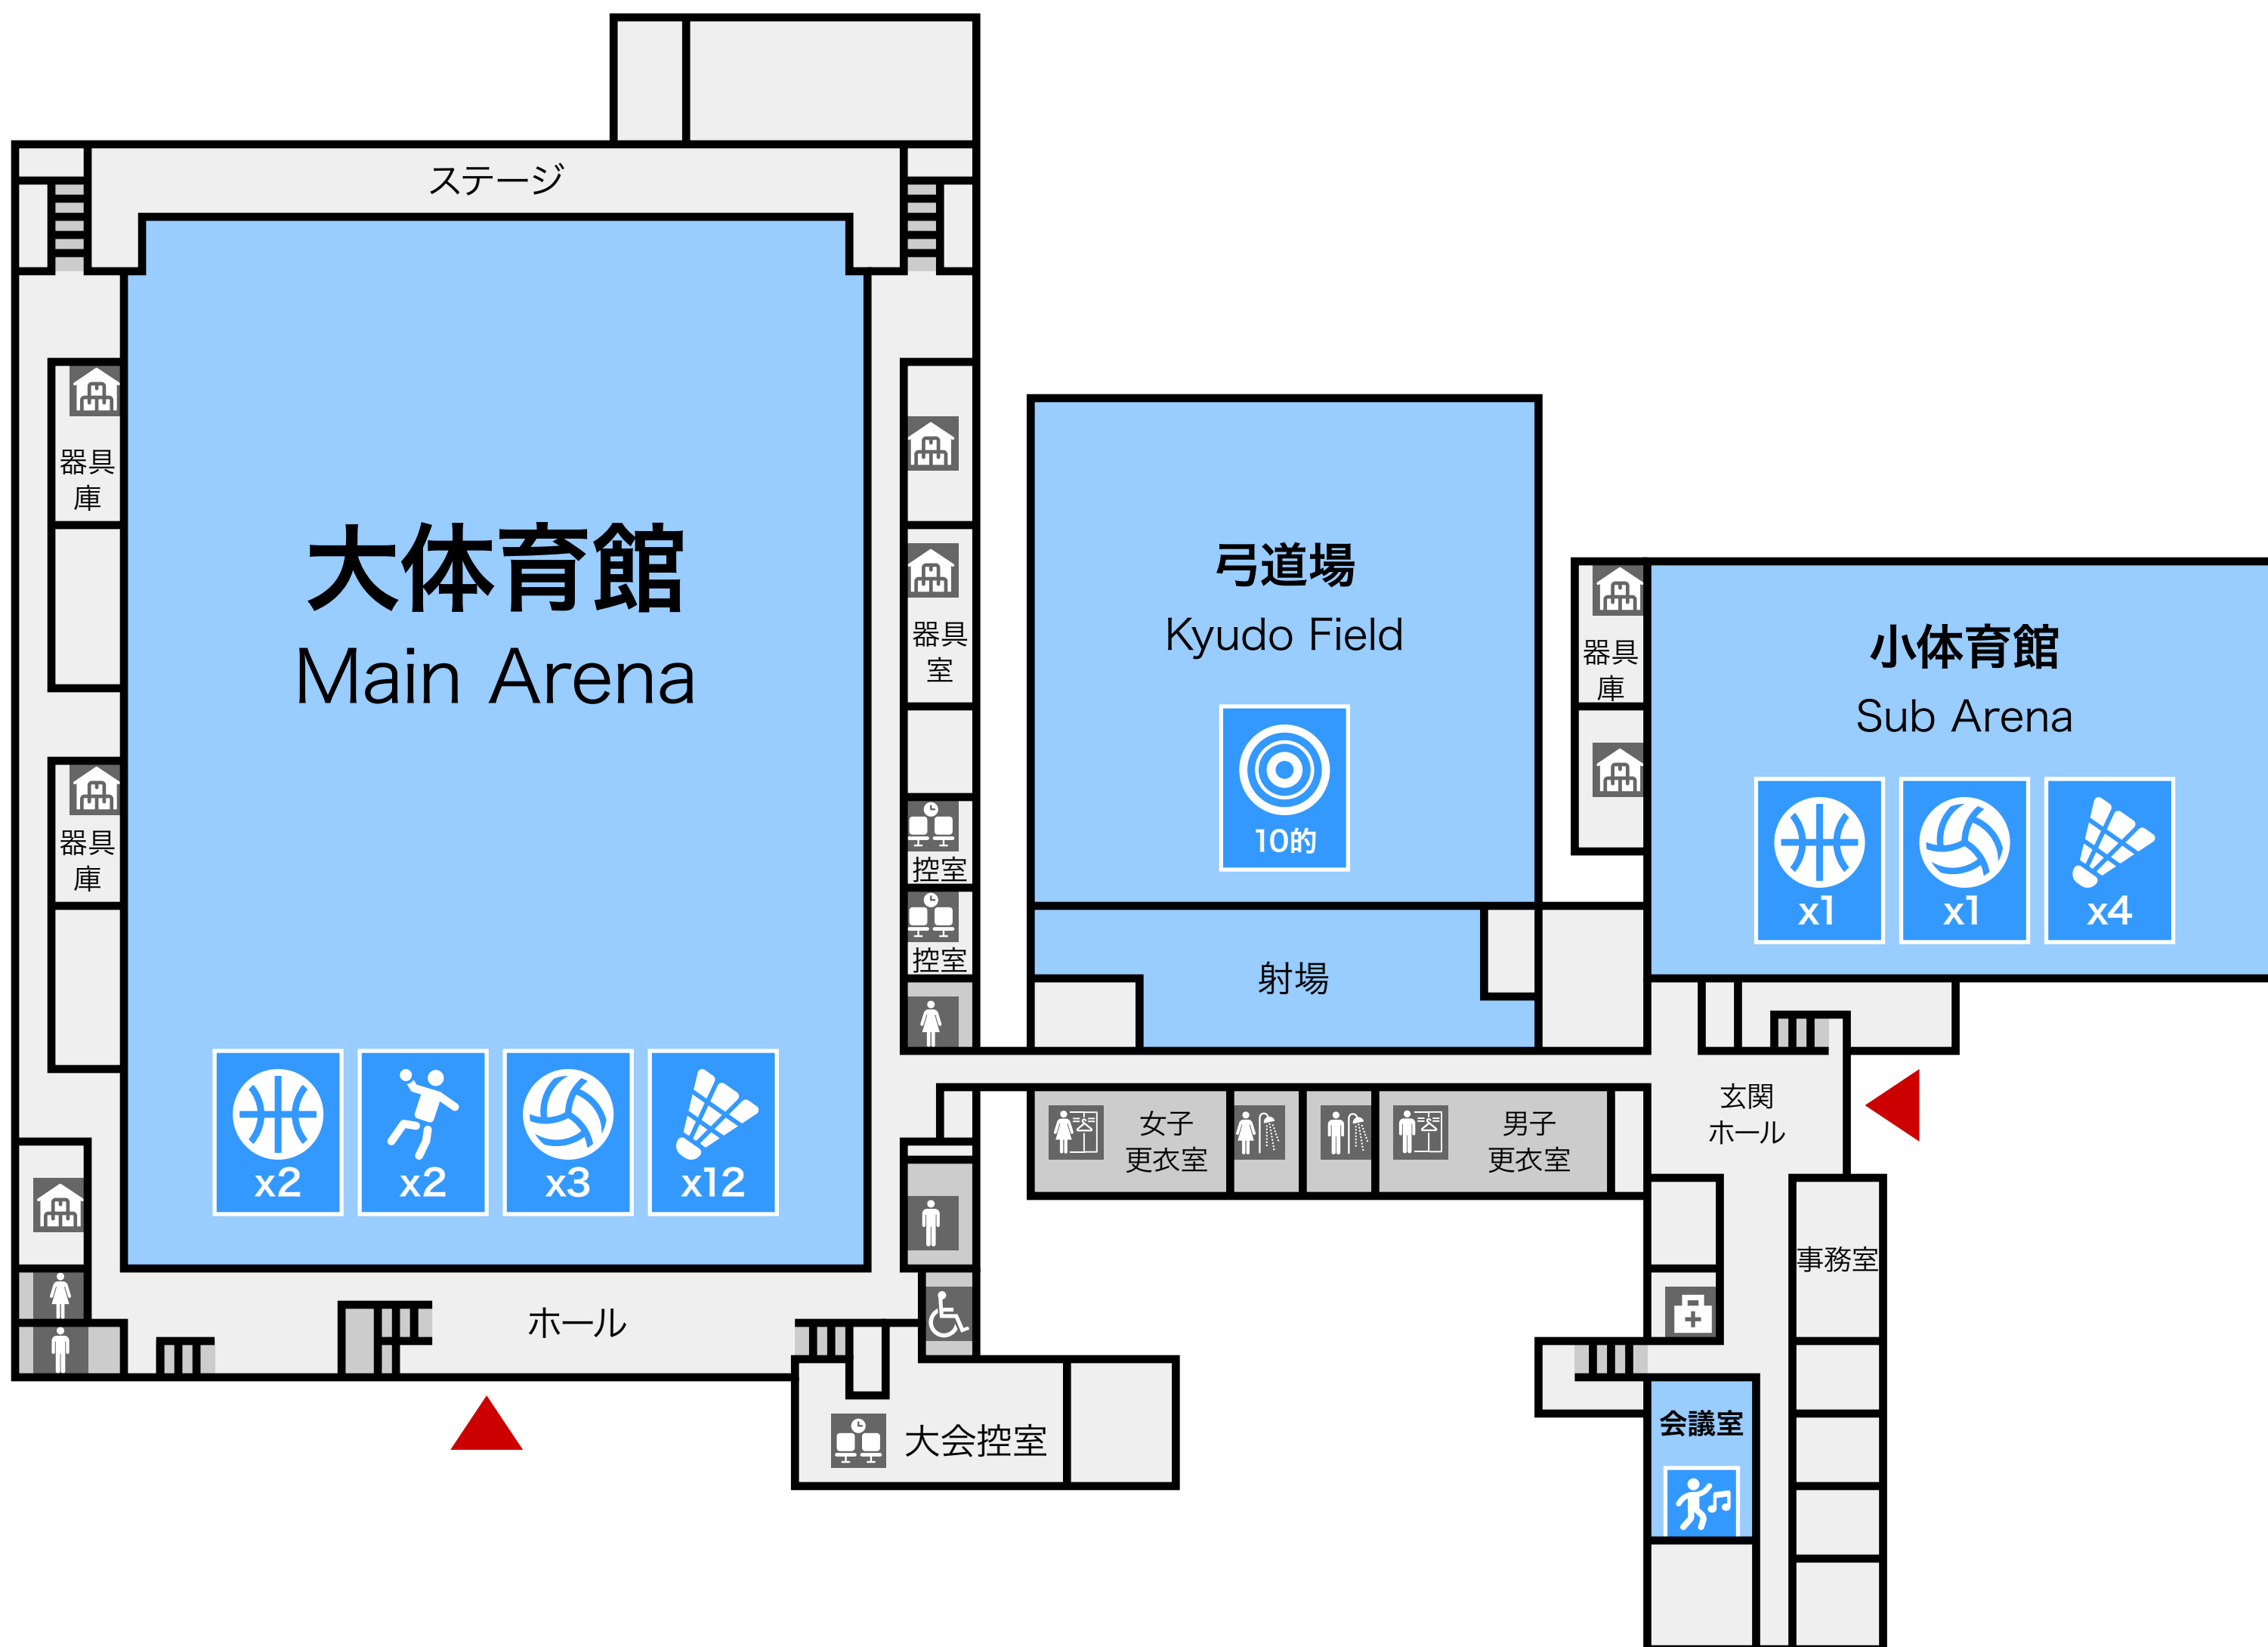 ステージ
器具
庫
大体育館
Main Arena
器具
室
器具
庫
控室
控室
x2
x2
x3
x12
ホール
大会控室
弓道場
Kyudo Field
10的
射場
女子
更衣室
男子
更衣室
器具
庫
小体育館
Sub Arena
x1
x1
x4
玄関
ホール
事務室
会議室